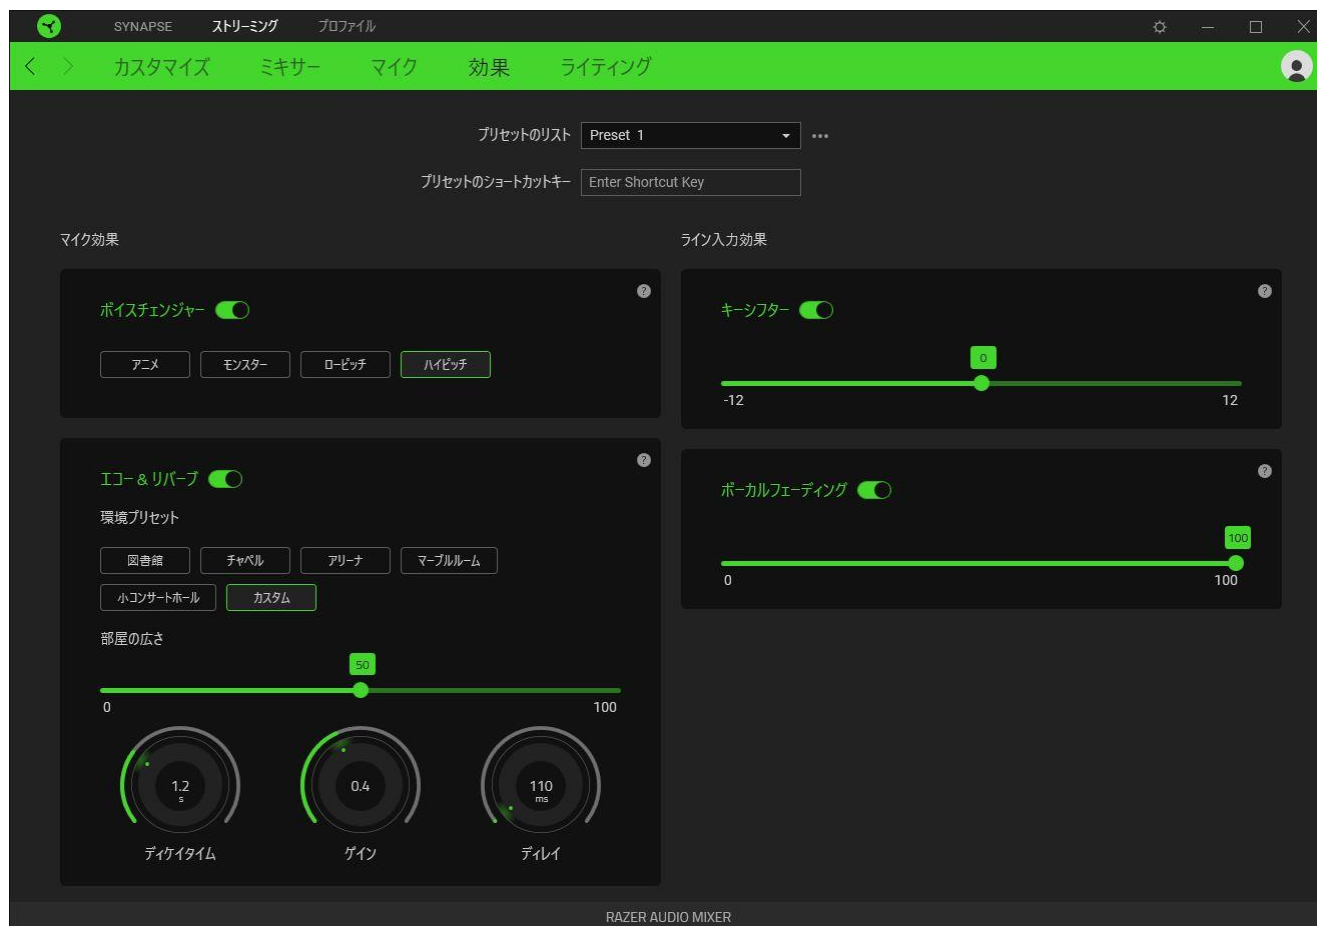 SYNAPSE ストリーミング プロファイル
カスタマイズ ミキサー マイク 効果 ライティング
プリセットのリスト Preset 1
プリセットのショートカットキー Enter Shortcut Key
マイク効果
ボイスチェンジャー
?
アニメ モンスター ローピッチ ハイピッチ
エコー & リバーブ
?
環境プリセット
図書館 チャペル アリーナ マーブルルーム
小コンサートホール カスタム
部屋の広さ
50
0 100
1.2
s
0.4
110
ms
ディケイタイム ゲイン ディレイ
ライン入力効果
キーシフター
?
0
-12 12
ボーカルフェーディング
?
100
0 100
RAZER AUDIO MIXER